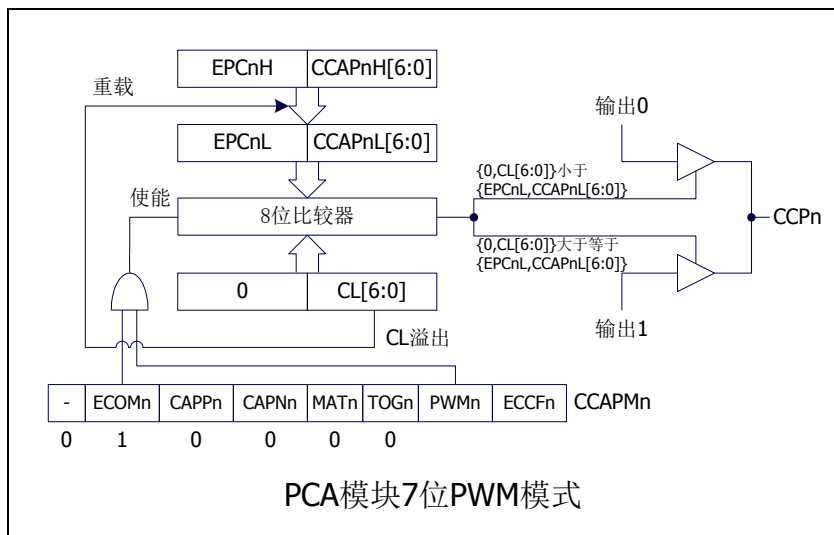 EPCnH CCAPnH[6:0]
重载
输出0
EPCnL CCAPnL[6:0]
{0,CL[6:0]}小于
{EPCnL,CCAPnL[6:0]}
使能
8位比较器
CCPn
{0,CL[6:0]}大于等于
{EPCnL,CCAPnL[6:0]}
0 CL[6:0]
输出1
CL溢出
- ECOMn CAPPn CAPNn MATn TOGn PWMn ECCFn CCAPMn
0 1 0 0 0 0
PCA模块7位PWM模式